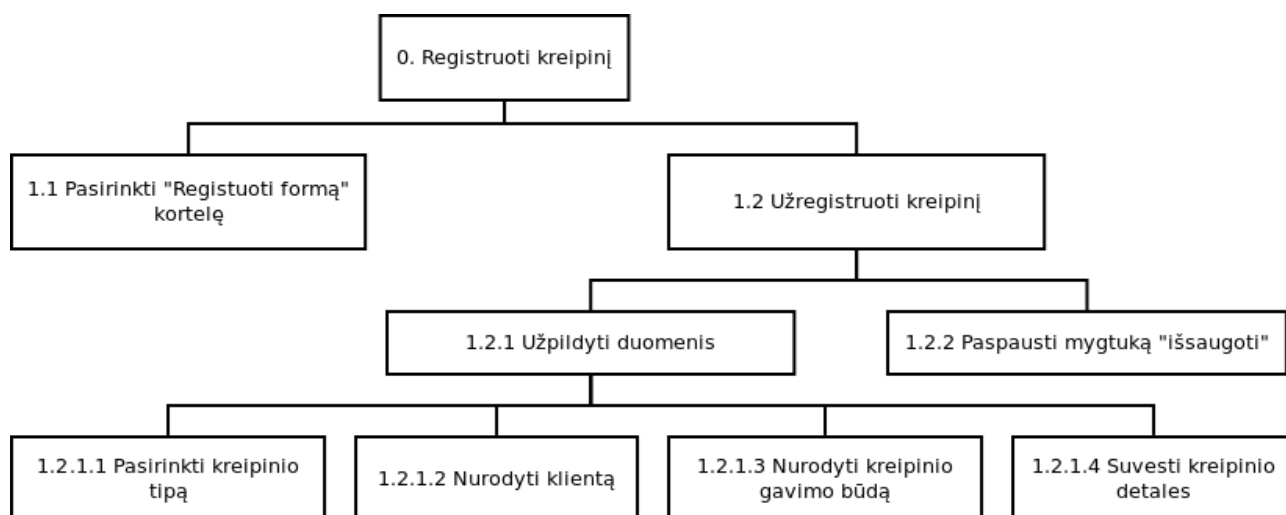 0. Registruoti kreipinį
1.1 Pasirinkti "Registuoti formą"
kortelę
1.2 Užregistruoti kreipinį
1.2.1 Užpildyti duomenis
1.2.2 Paspausti mygtuką "išsaugoti"
1.2.1.1 Pasirinkti kreipinio
tipą
1.2.1.2 Nurodyti klientą
1.2.1.3 Nurodyti kreipinio
gavimo būdą
1.2.1.4 Suvesti kreipinio
detales